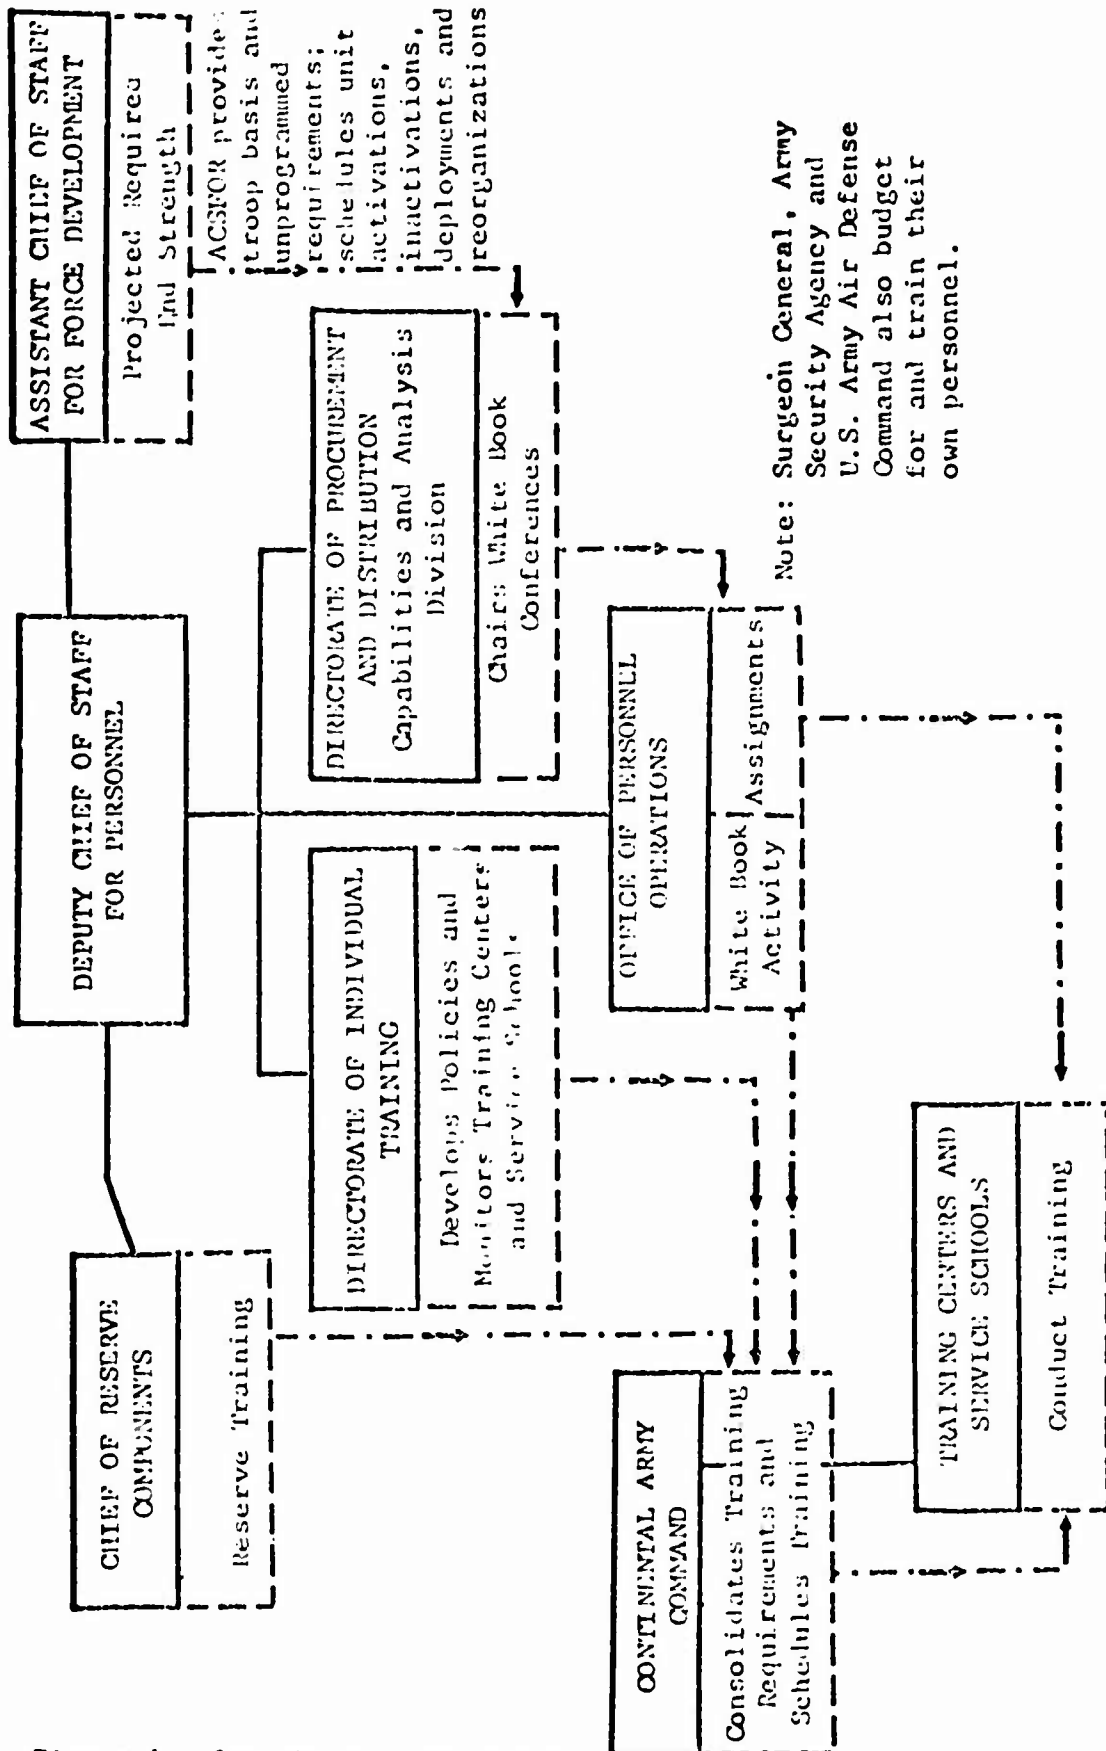 ASSISTANT CHIEF OF STAFF
FOR FORCE DEVELOPMENT
Projected Required
End Strength
ACSFOR provides
troop basis and
unprogrammed
requirements;
schedules unit
activations,
inactivations,
deployments and
reorganizations
DEPUTY CHIEF OF STAFF
FOR PERSONNEL
CHIEF OF RESERVE
COMPONENTS
Reserve Training
DIRECTORATE OF INDIVIDUAL
TRAINING
Develops Policies and
Monitors Training Centers
and Service Schools
DIRECTORATE OF PROCUREMENT
AND DISTRIBUTION
Capabilities and Analysis
Division
Chairs White Book
Conferences
OFFICE OF PERSONNEL
OPERATIONS
White Book
Activity
Assignments
CONTINENTAL ARMY
COMMAND
Consolidates Training
Requirements and
Schedules Training
TRAINING CENTERS AND
SERVICE SCHOOLS
Conduct Training
Note: Surgeon General, Army
Security Agency and
U.S. Army Air Defense
Command also budget
for and train their
own personnel.